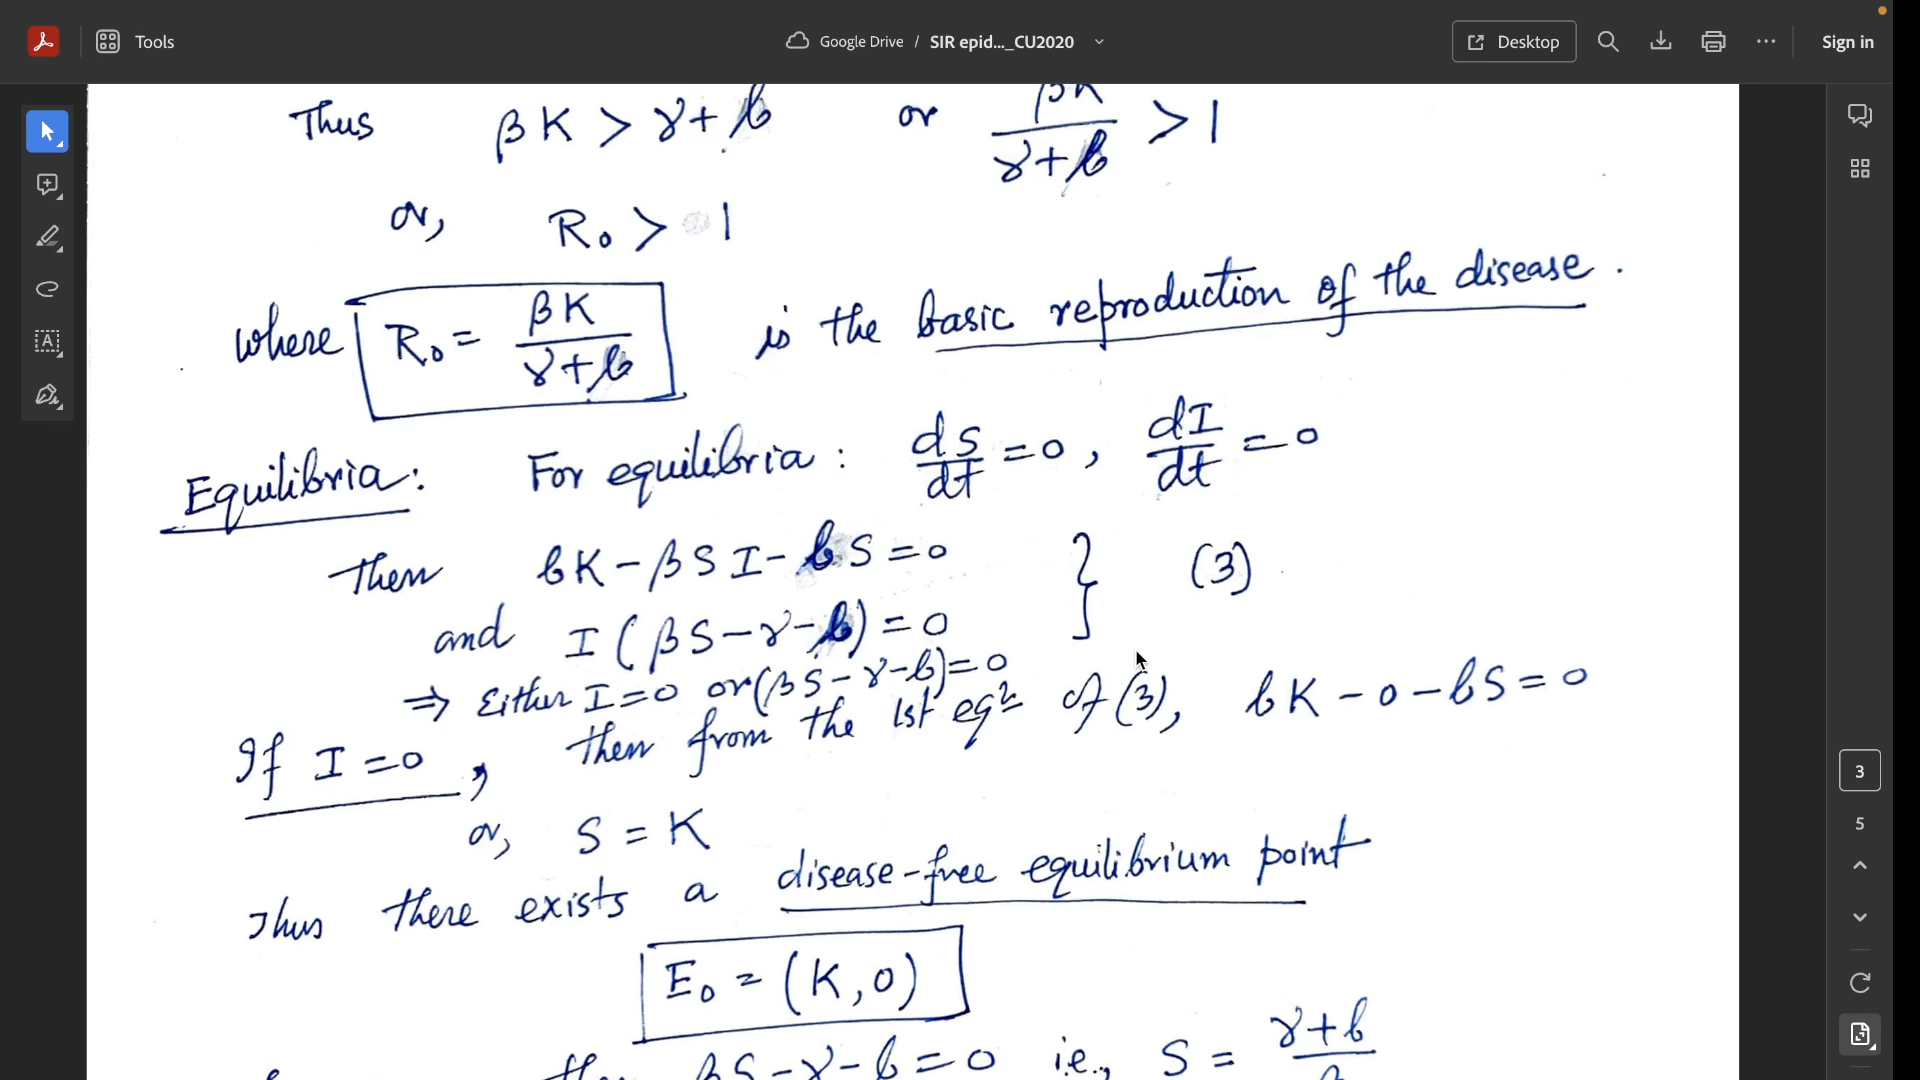 Tools
Google Drive / SIR epid..._CU2020
Desktop
Sign in
Thus βK > γ+b or βK/(γ+b) > 1
or, R₀ > 1
where R₀ = βK/(γ+b) is the basic reproduction of the disease.
Equilibria: For equilibria: dS/dt = 0, dI/dt = 0
Then bK - βSI - bS = 0
and I(βS - γ - b) = 0 } (3)
⇒ Either I = 0 or (βS - γ - b) = 0
If I = 0, then from the 1st eqn of (3), bK - 0 - bS = 0
or, S = K
Thus there exists a disease-free equilibrium point
E₀ = (K, 0)
βS - γ - b = 0 i.e., S = γ+b
3
5